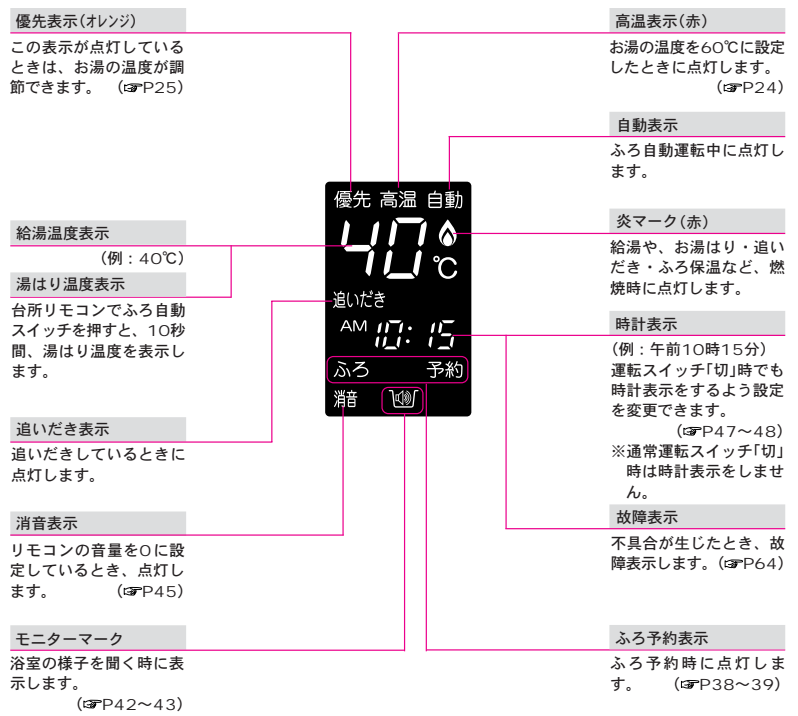 優先表示(オレンジ)
この表示が点灯している
ときは、お湯の温度が調
節できます。 (☞P25)
給湯温度表示
(例：40℃)
湯はり温度表示
台所リモコンでふろ自動
スイッチを押すと、10秒
間、湯はり温度を表示し
ます。
追いだき表示
追いだきしているときに
点灯します。
消音表示
リモコンの音量を0に設
定しているとき、点灯し
ます。 (☞P45)
モニターマーク
浴室の様子を聞く時に表
示します。
(☞P42～43)
優先 高温 自動
40℃
追いだき
AM 10:15
ふろ 予約
消音
高温表示(赤)
お湯の温度を60℃に設定
したときに点灯します。
(☞P24)
自動表示
ふろ自動運転中に点灯し
ます。
炎マーク(赤)
給湯や、お湯はり・追い
だき・ふろ保温など、燃
焼時に点灯します。
時計表示
(例：午前10時15分)
運転スイッチ「切」時でも
時計表示をするよう設定
を変更できます。
(☞P47～48)
※通常運転スイッチ「切」
時は時計表示をしませ
ん。
故障表示
不具合が生じたとき、故
障表示します。(☞P64)
ふろ予約表示
ふろ予約時に点灯しま
す。 (☞P38～39)